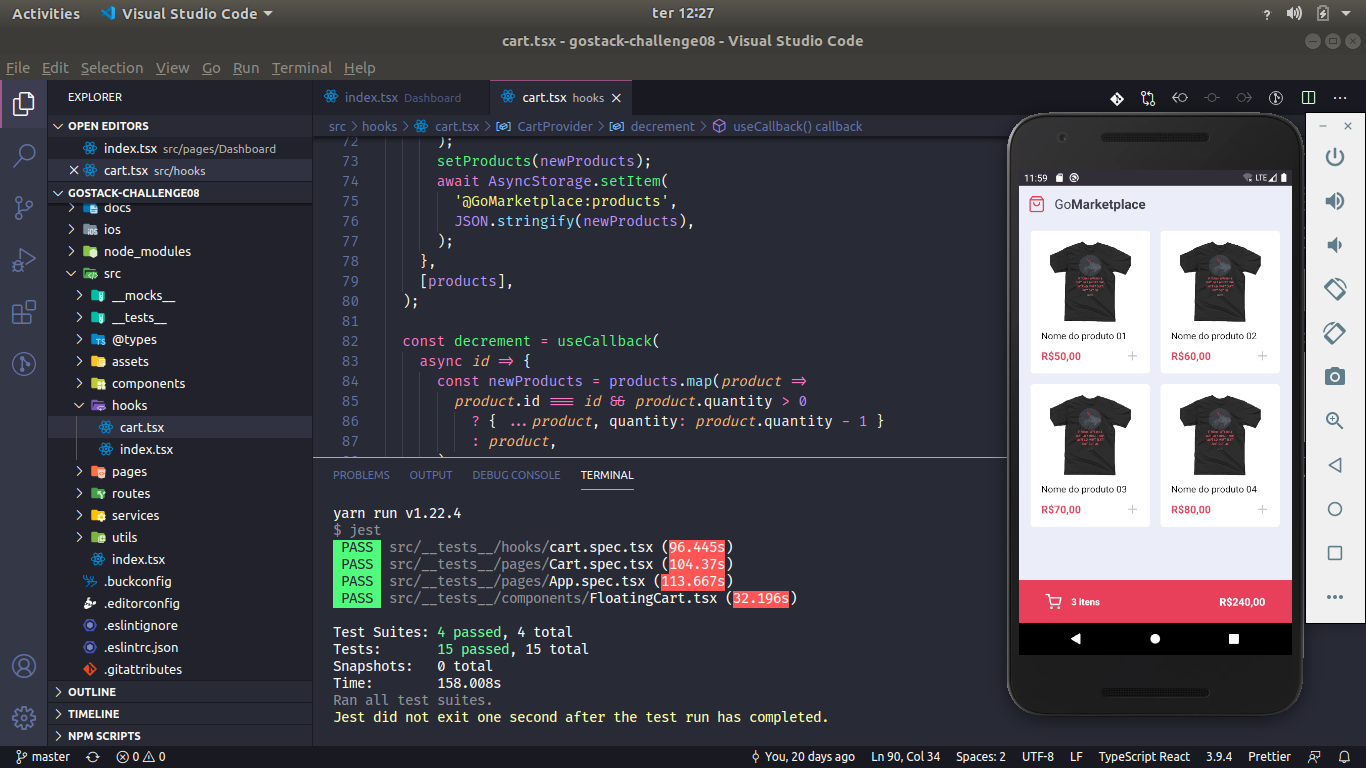 Activities
Visual Studio Code
ter 12:27
cart.tsx - gostack-challenge08 - Visual Studio Code
File Edit Selection View Go Run Terminal Help
EXPLORER
OPEN EDITORS
index.tsx src/pages/Dashboard
cart.tsx src/hooks
GOSTACK-CHALLENGE08
docs
ios
node_modules
src
__mocks__
__tests__
@types
assets
components
hooks
cart.tsx
index.tsx
pages
routes
services
utils
index.tsx
.buckconfig
.editorconfig
.eslintignore
.eslintrc.json
.gitattributes
OUTLINE
TIMELINE
NPM SCRIPTS
index.tsx Dashboard
cart.tsx hooks
src > hooks > cart.tsx > CartProvider > decrement > useCallback() callback
72 );
73 setProducts(newProducts);
74 await AsyncStorage.setItem(
75 '@GoMarketplace:products',
76 JSON.stringify(newProducts),
77 );
78 },
79 [products],
80 );
81
82 const decrement = useCallback(
83 async id => {
84 const newProducts = products.map(product =>
85 product.id === id && product.quantity > 0
86 ? { ...product, quantity: product.quantity - 1 }
87 : product,
PROBLEMS OUTPUT DEBUG CONSOLE TERMINAL
yarn run v1.22.4
$ jest
PASS src/__tests__/hooks/cart.spec.tsx (96.445s)
PASS src/__tests__/pages/Cart.spec.tsx (104.37s)
PASS src/__tests__/pages/App.spec.tsx (113.667s)
PASS src/__tests__/components/FloatingCart.tsx (32.196s)
Test Suites: 4 passed, 4 total
Tests: 15 passed, 15 total
Snapshots: 0 total
Time: 158.008s
Ran all test suites.
Jest did not exit one second after the test run has completed.
11:59
LTE
GoMarketplace
Nome do produto 01
R$50,00 +
Nome do produto 02
R$60,00 +
Nome do produto 03
R$70,00 +
Nome do produto 04
R$80,00 +
3 itens
R$240,00
master
0 0
You, 20 days ago
Ln 90, Col 34
Spaces: 2
UTF-8
LF
TypeScript React
3.9.4
Prettier